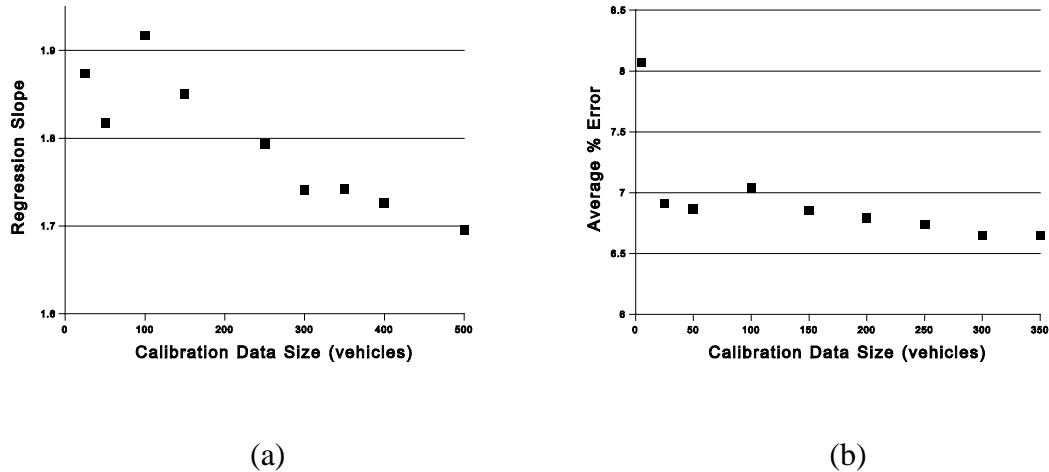 1.9
1.8
1.7
1.6
Regression Slope
0 100 200 300 400 500
Calibration Data Size (vehicles)
8.5
8
7.5
7
6.5
6
Average % Error
0 50 100 150 200 250 300 350
Calibration Data Size (vehicles)
(a)
(b)